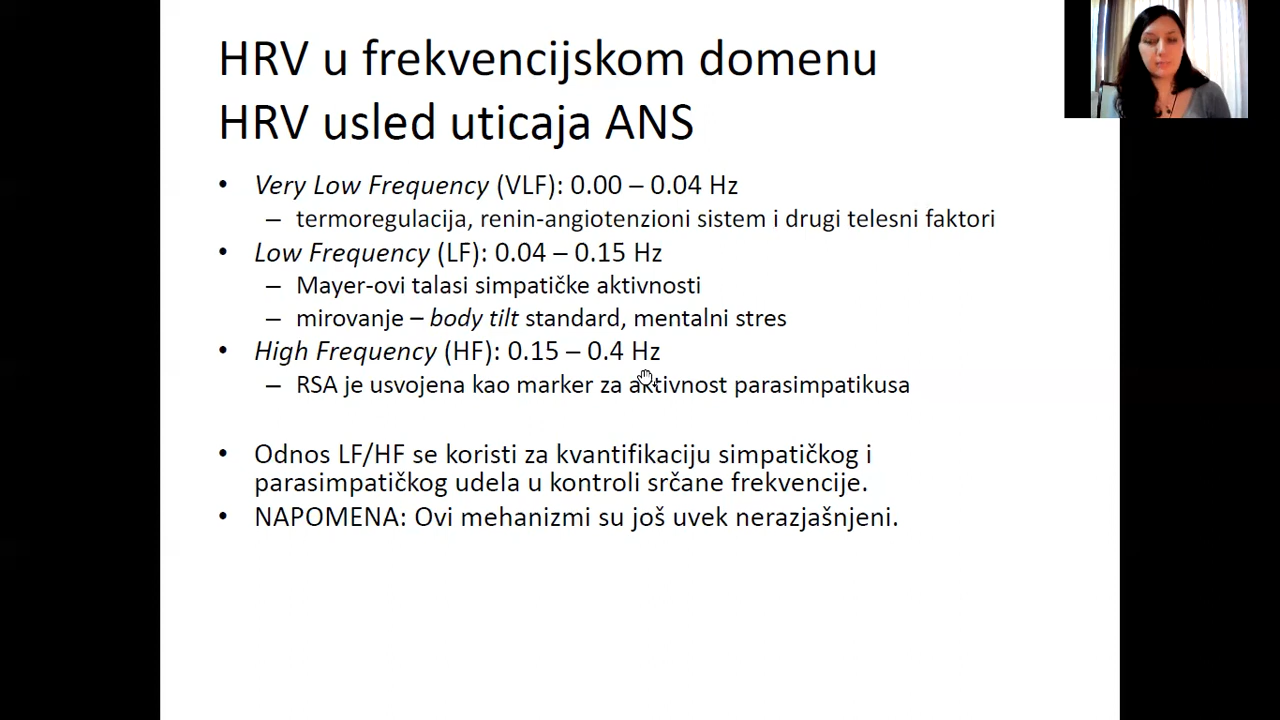 HRV u frekvencijskom domenu
HRV usled uticaja ANS
• Very Low Frequency (VLF): 0.00 – 0.04 Hz
– termoregulacija, renin-angiotenzioni sistem i drugi telesni faktori
• Low Frequency (LF): 0.04 – 0.15 Hz
– Mayer-ovi talasi simpatičke aktivnosti
– mirovanje – body tilt standard, mentalni stres
• High Frequency (HF): 0.15 – 0.4 Hz
– RSA je usvojena kao marker za aktivnost parasimpatikusa
• Odnos LF/HF se koristi za kvantifikaciju simpatičkog i
parasimpatičkog udela u kontroli srčane frekvencije.
• NAPOMENA: Ovi mehanizmi su još uvek nerazjašnjeni.